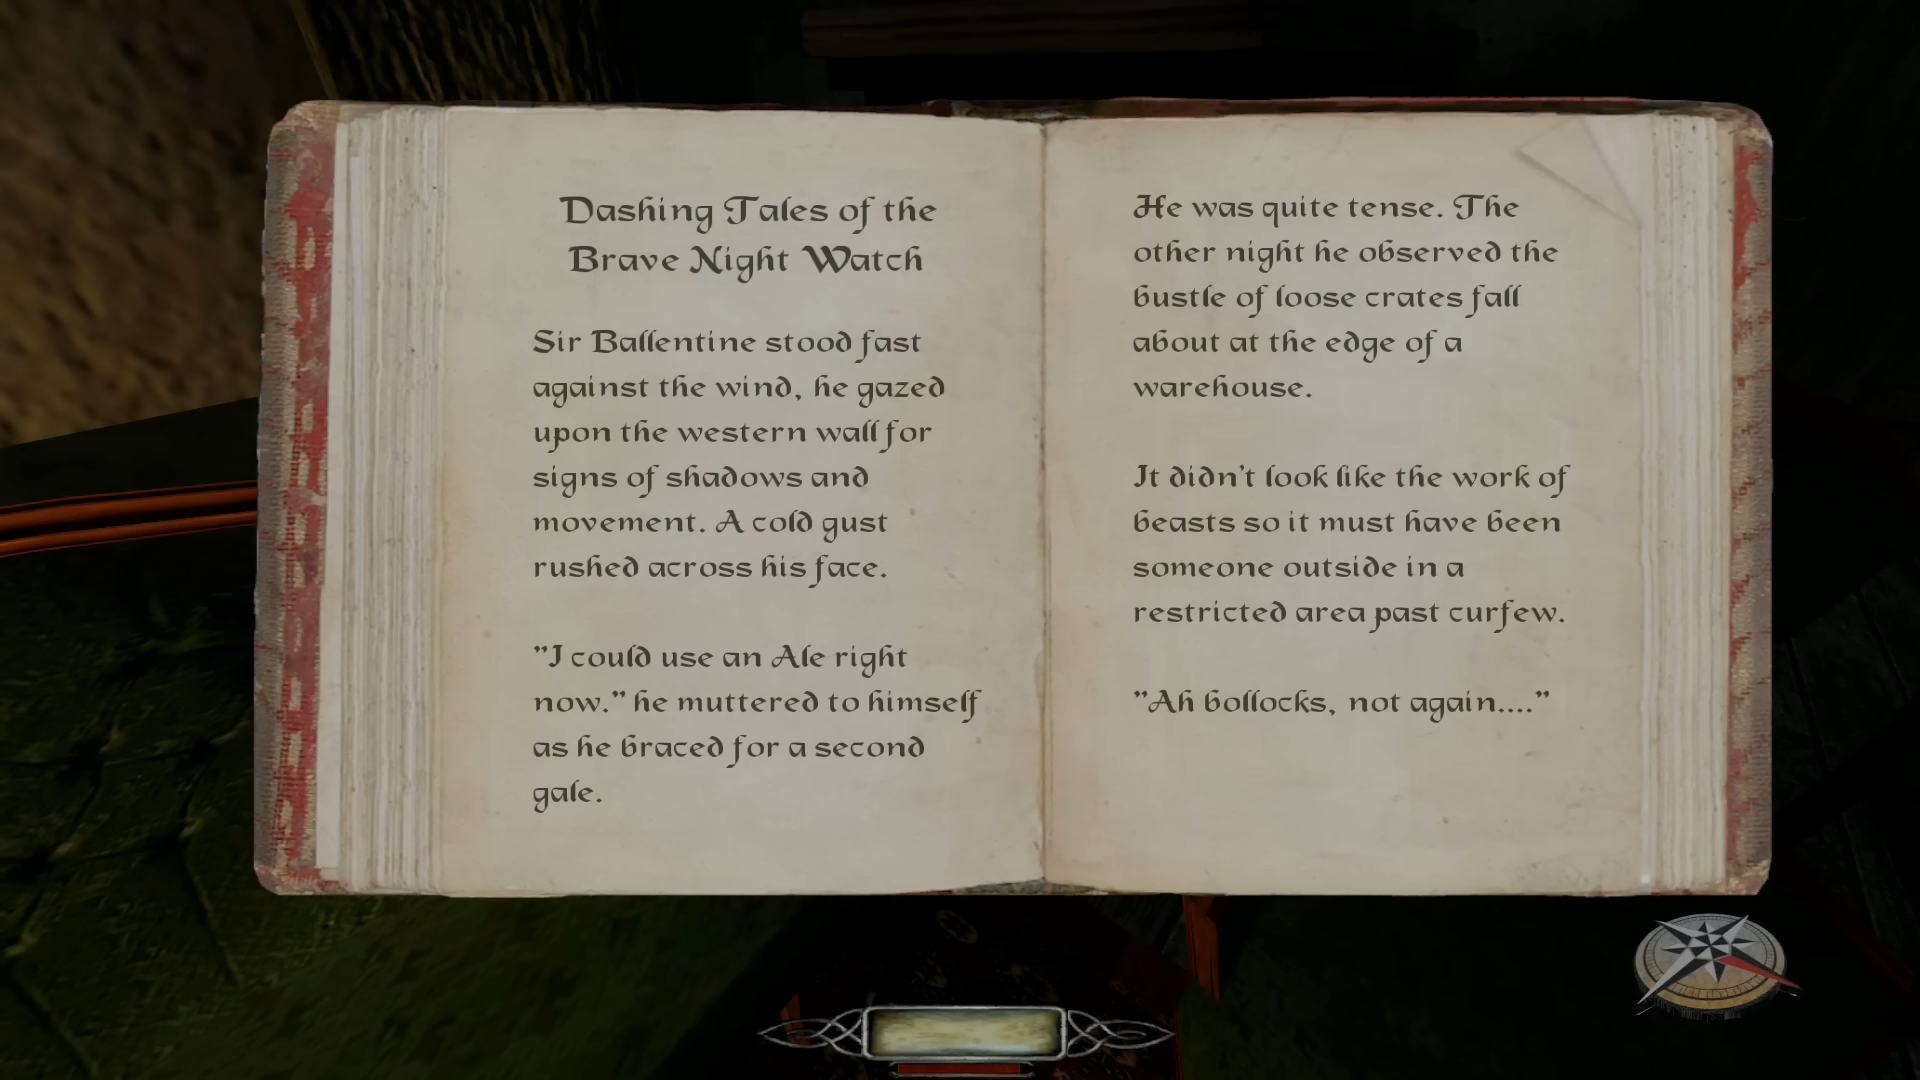 Dashing Tales of the
Brave Night Watch
Sir Ballentine stood fast
against the wind, he gazed
upon the western wall for
signs of shadows and
movement. A cold gust
rushed across his face.
"I could use an Ale right
now." he muttered to himself
as he braced for a second
gale.
He was quite tense. The
other night he observed the
bustle of loose crates fall
about at the edge of a
warehouse.
It didn't look like the work of
beasts so it must have been
someone outside in a
restricted area past curfew.
"Ah bollocks, not again...."